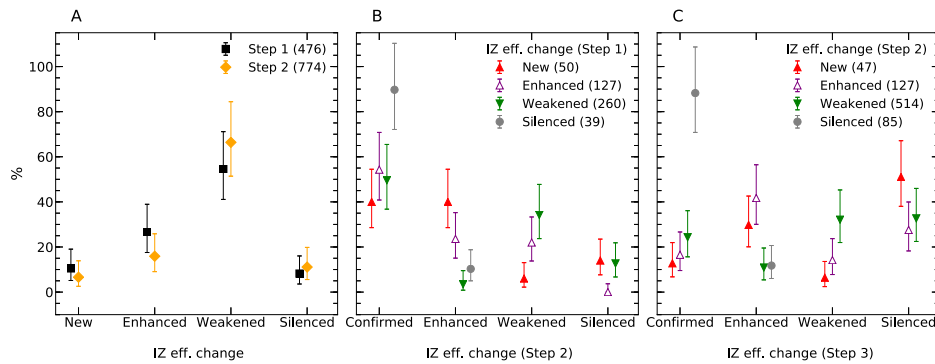 A
B
C
%
100
80
60
40
20
0
Step 1 (476)
Step 2 (774)
New
Enhanced
Weakened
Silenced
IZ eff. change
IZ eff. change (Step 1)
New (50)
Enhanced (127)
Weakened (260)
Silenced (39)
Confirmed
Enhanced
Weakened
Silenced
IZ eff. change (Step 2)
IZ eff. change (Step 2)
New (47)
Enhanced (127)
Weakened (514)
Silenced (85)
Confirmed
Enhanced
Weakened
Silenced
IZ eff. change (Step 3)